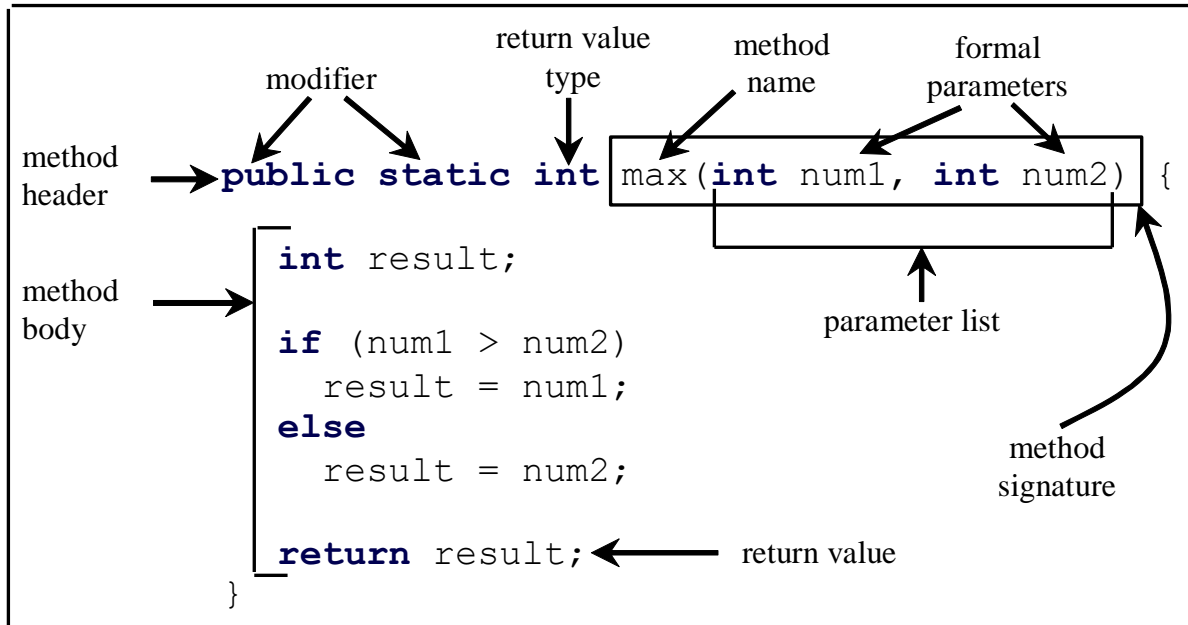 return value
type
method
name
formal
parameters
modifier
method
header
public static int max(int num1, int num2) {
int result;
method
body
parameter list
if (num1 > num2)
result = num1;
else
result = num2;
method
signature
return result;
return value
}